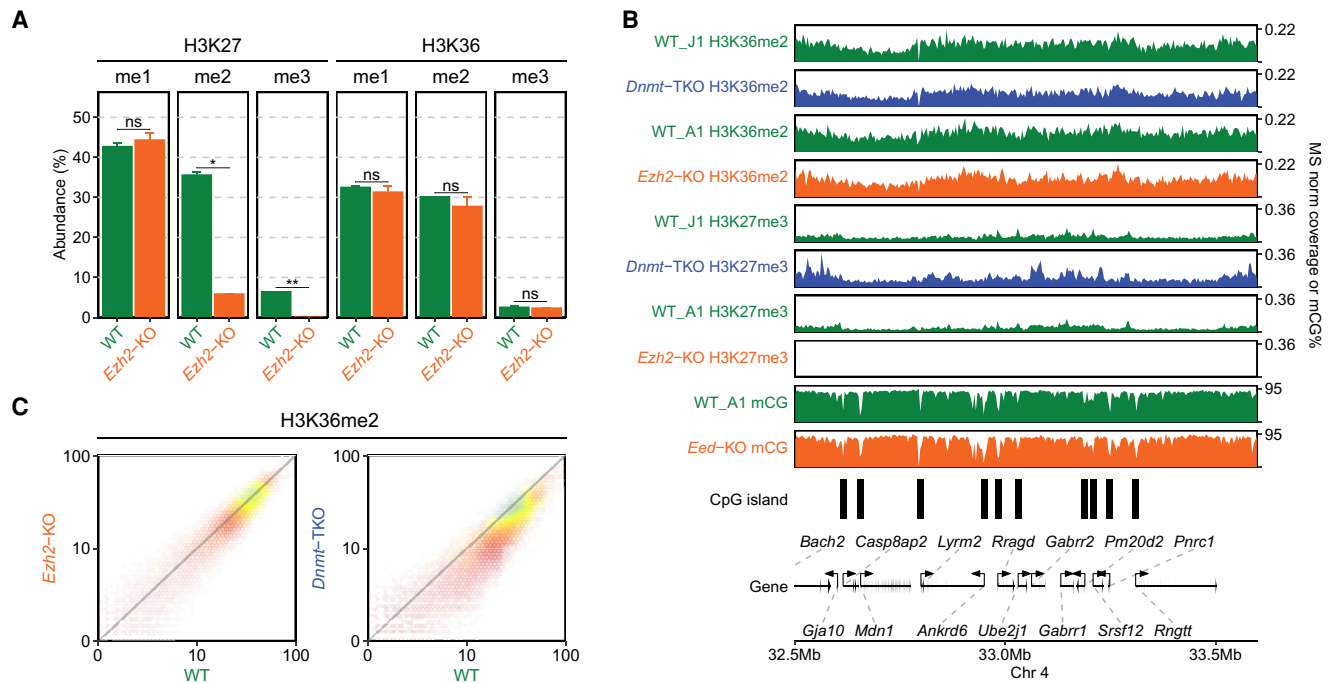 A
H3K27 H3K36
me1 me2 me3 me1 me2 me3
Abundance (%)
50
40
30
20
10
0
ns * ** ns ns ns
WT Ezh2−KO WT Ezh2−KO WT Ezh2−KO WT Ezh2−KO WT Ezh2−KO WT Ezh2−KO
B
WT_J1 H3K36me2 0.22
Dnmt−TKO H3K36me2 0.22
WT_A1 H3K36me2 0.22
Ezh2−KO H3K36me2 0.22
WT_J1 H3K27me3 0.36
Dnmt−TKO H3K27me3 0.36
WT_A1 H3K27me3 0.36
Ezh2−KO H3K27me3 0.36
WT_A1 mCG 95
Eed−KO mCG 95
MS norm coverage or mCG%
CpG island
Bach2 Casp8ap2 Lyrm2 Rragd Gabrr2 Pm20d2 Pnrc1
Gene
Gja10 Mdn1 Ankrd6 Ube2j1 Gabrr1 Srsf12 Rngtt
32.5Mb 33.0Mb 33.5Mb
Chr 4
C
H3K36me2
100
10
0
Ezh2−KO
0 10 100
WT
100
10
0
Dnmt−TKO
0 10 100
WT